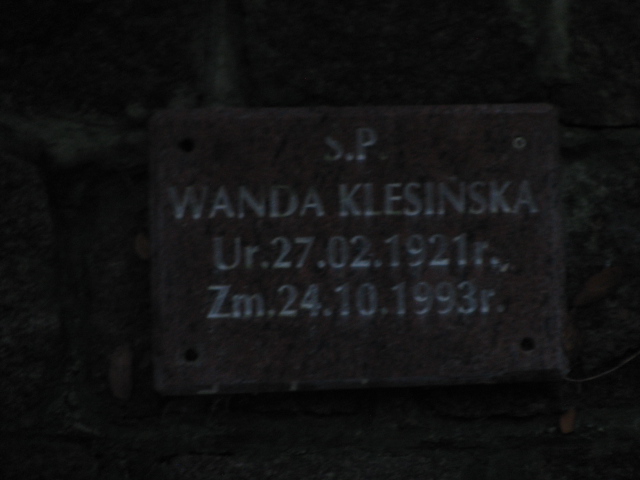 Ś.P.
WANDA KLESIŃSKA
Ur.27.02.1921r.
Zm.24.10.1993r.